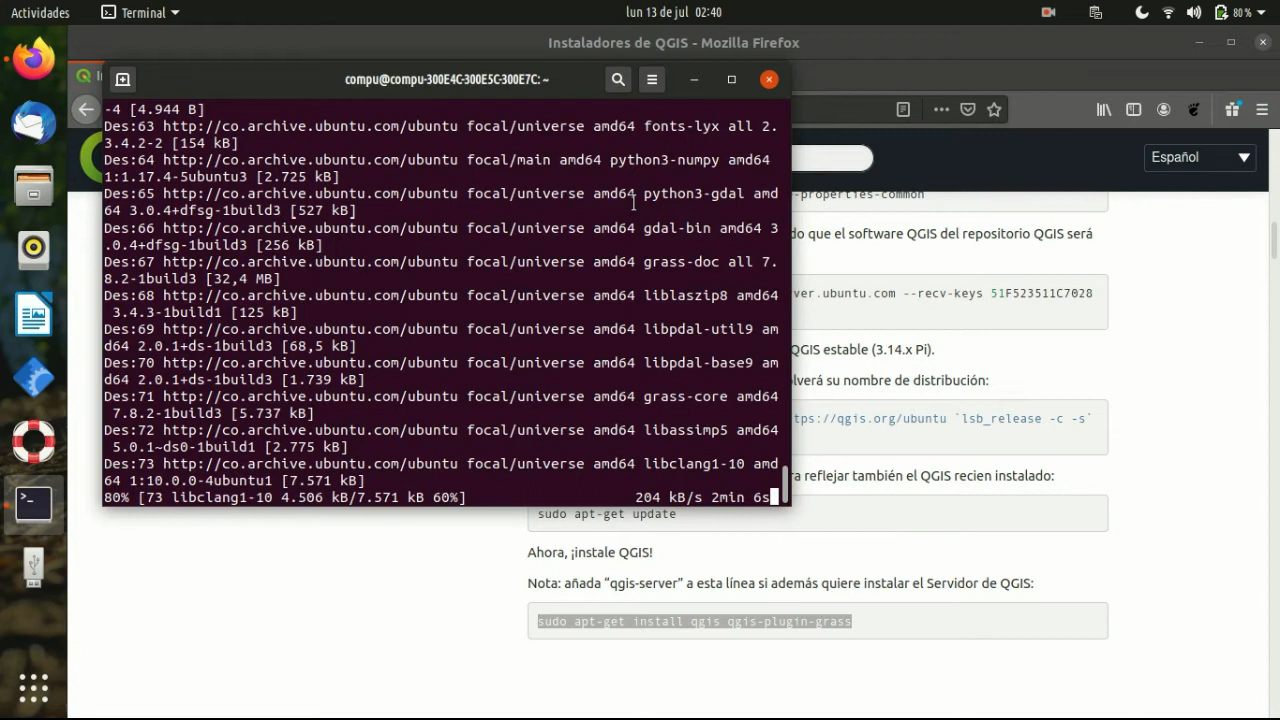 Actividades
Terminal
lun 13 de jul 02:40
80 %
Instaladores de QGIS - Mozilla Firefox
compu@compu-300E4C-300E5C-300E7C: ~
Español
-4 [4.944 B]
Des:63 http://co.archive.ubuntu.com/ubuntu focal/universe amd64 fonts-lyx all 2.
3.4.2-2 [154 kB]
Des:64 http://co.archive.ubuntu.com/ubuntu focal/main amd64 python3-numpy amd64
1:1.17.4-5ubuntu3 [2.725 kB]
Des:65 http://co.archive.ubuntu.com/ubuntu focal/universe amd64 python3-gdal amd
64 3.0.4+dfsg-1build3 [527 kB]
Des:66 http://co.archive.ubuntu.com/ubuntu focal/universe amd64 gdal-bin amd64 3
.0.4+dfsg-1build3 [256 kB]
Des:67 http://co.archive.ubuntu.com/ubuntu focal/universe amd64 grass-doc all 7.
8.2-1build3 [32,4 MB]
Des:68 http://co.archive.ubuntu.com/ubuntu focal/universe amd64 liblaszip8 amd64
3.4.3-1build1 [125 kB]
Des:69 http://co.archive.ubuntu.com/ubuntu focal/universe amd64 libpdal-util9 am
d64 2.0.1+ds-1build3 [68,5 kB]
Des:70 http://co.archive.ubuntu.com/ubuntu focal/universe amd64 libpdal-base9 am
d64 2.0.1+ds-1build3 [1.739 kB]
Des:71 http://co.archive.ubuntu.com/ubuntu focal/universe amd64 grass-core amd64
7.8.2-1build3 [5.737 kB]
Des:72 http://co.archive.ubuntu.com/ubuntu focal/universe amd64 libassimp5 amd64
5.0.1~ds0-1build1 [2.775 kB]
Des:73 http://co.archive.ubuntu.com/ubuntu focal/universe amd64 libclang1-10 amd
64 1:10.0.0-4ubuntu1 [7.571 kB]
80% [73 libclang1-10 4.506 kB/7.571 kB 60%] 204 kB/s 2min 6s
-properties-common
do que el software QGIS del repositorio QGIS será
ver.ubuntu.com --recv-keys 51F523511C7028
QGIS estable (3.14.x Pi).
olverá su nombre de distribución:
tps://qgis.org/ubuntu `lsb_release -c -s`
ra reflejar también el QGIS recien instalado:
sudo apt-get update
Ahora, ¡instale QGIS!
Nota: añada “qgis-server” a esta línea si además quiere instalar el Servidor de QGIS:
sudo apt-get install qgis qgis-plugin-grass